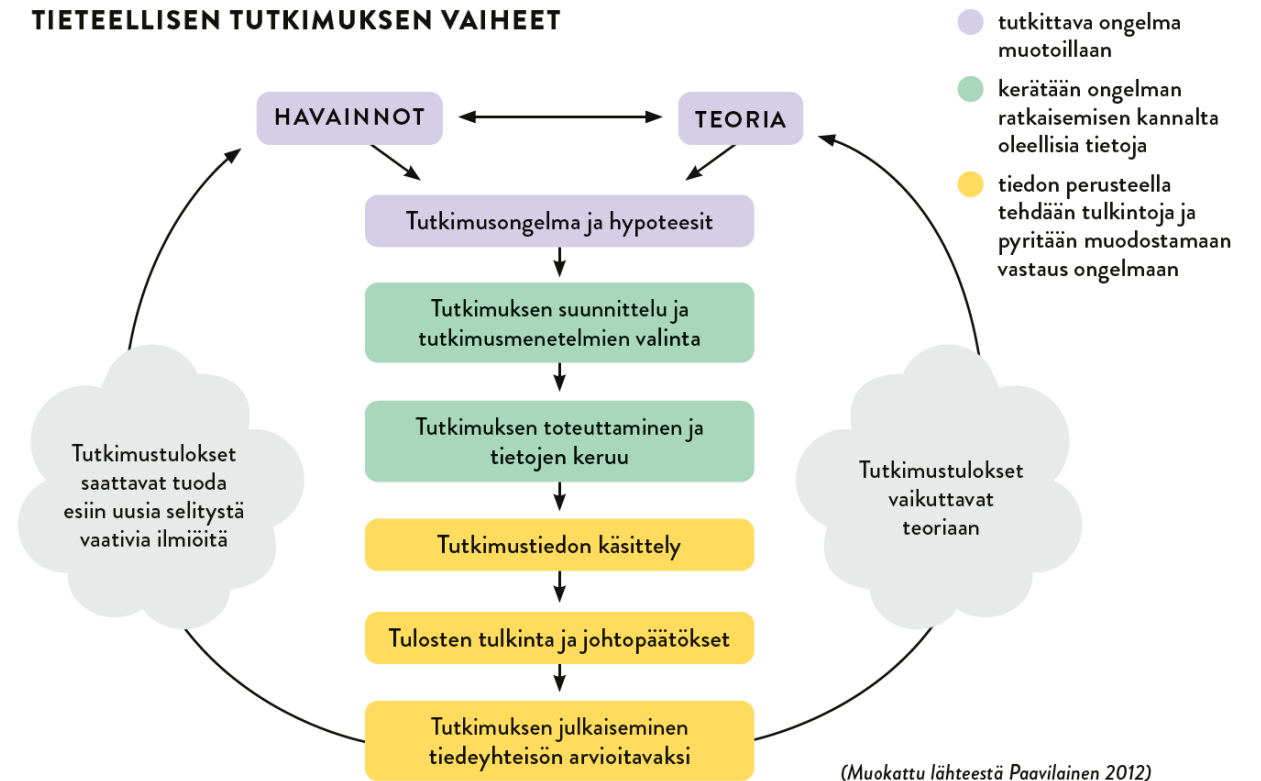 TIETEELLISEN TUTKIMUKSEN VAIHEET
tutkittava ongelma
muotoillaan
kerätään ongelman
ratkaisemisen kannalta
oleellisia tietoja
tiedon perusteella
tehdään tulkintoja ja
pyritään muodostamaan
vastaus ongelmaan
HAVAINNOT
TEORIA
Tutkimusongelma ja hypoteesit
Tutkimuksen suunnittelu ja
tutkimusmenetelmien valinta
Tutkimuksen toteuttaminen ja
tietojen keruu
Tutkimustiedon käsittely
Tulosten tulkinta ja johtopäätökset
Tutkimuksen julkaiseminen
tiedeyhteisön arvioitavaksi
Tutkimustulokset
saattavat tuoda
esiin uusia selitystä
vaativia ilmiöitä
Tutkimustulokset
vaikuttavat
teoriaan
(Muokattu lähteestä Paavilainen 2012)